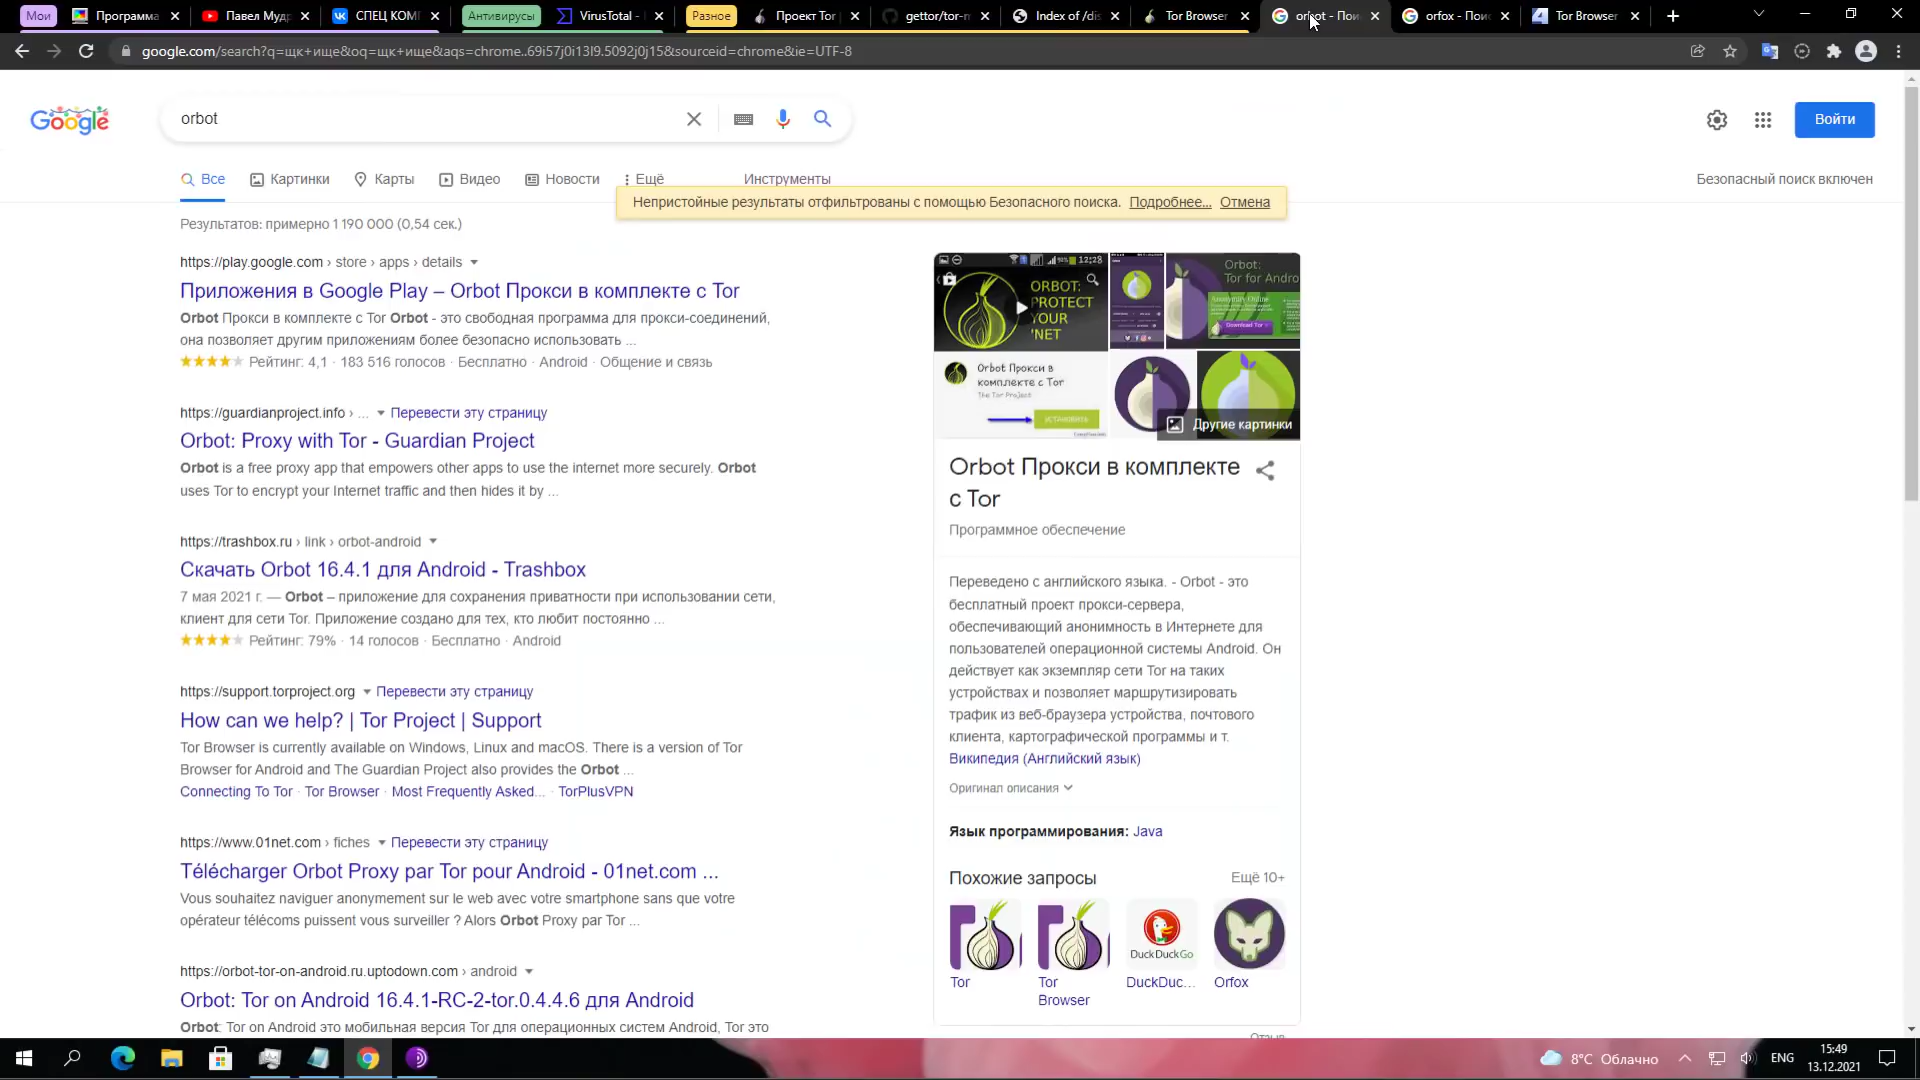 Мои
Программа
Павел Мудр
СПЕЦ КОМГ
Антивирусы
VirusTotal -
Разное
Проект Tor
gettor/tor-m
Index of /dis
Tor Browser
orbot - Пои
orfox - Пои
Tor Browser
google.com/search?q=щк+ище&oq=щк+ище&aqs=chrome..69i57j0i13l9.5092j0j15&sourceid=chrome&ie=UTF-8
Google
orbot
Войти
Все
Картинки
Карты
Видео
Новости
Ещё
Инструменты
Безопасный поиск включен
Непристойные результаты отфильтрованы с помощью Безопасного поиска. Подробнее... Отмена
Результатов: примерно 1 190 000 (0,54 сек.)
https://play.google.com › store › apps › details
Приложения в Google Play – Orbot Прокси в комплекте с Tor
Orbot Прокси в комплекте с Tor Orbot - это свободная программа для прокси-соединений,
она позволяет другим приложениям более безопасно использовать ...
Рейтинг: 4,1 · 183 516 голосов · Бесплатно · Android · Общение и связь
https://guardianproject.info › ... Перевести эту страницу
Orbot: Proxy with Tor - Guardian Project
Orbot is a free proxy app that empowers other apps to use the internet more securely. Orbot
uses Tor to encrypt your Internet traffic and then hides it by ...
https://trashbox.ru › link › orbot-android
Скачать Orbot 16.4.1 для Android - Trashbox
7 мая 2021 г. — Orbot – приложение для сохранения приватности при использовании сети,
клиент для сети Tor. Приложение создано для тех, кто любит постоянно ...
Рейтинг: 79% · 14 голосов · Бесплатно · Android
https://support.torproject.org Перевести эту страницу
How can we help? | Tor Project | Support
Tor Browser is currently available on Windows, Linux and macOS. There is a version of Tor
Browser for Android and The Guardian Project also provides the Orbot ...
Connecting To Tor · Tor Browser · Most Frequently Asked... · TorPlusVPN
https://www.01net.com › fiches Перевести эту страницу
Télécharger Orbot Proxy par Tor pour Android - 01net.com ...
Vous souhaitez naviguer anonymement sur le web avec votre smartphone sans que votre
opérateur télécoms puissent vous surveiller ? Alors Orbot Proxy par Tor ...
https://orbot-tor-on-android.ru.uptodown.com › android
Orbot: Tor on Android 16.4.1-RC-2-tor.0.4.4.6 для Android
Orbot: Tor on Android это мобильная версия Tor для операционных систем Android, Tor это
12:28
ORBOT:
PROTECT
YOUR
'NET
Orbot:
Tor for Andro
Anonymity Online
Download Tor
Orbot Прокси в
комплекте с Tor
The Tor Project
УСТАНОВИТЬ
Другие картинки
Orbot Прокси в комплекте
с Tor
Программное обеспечение
Переведено с английского языка. - Orbot - это
бесплатный проект прокси-сервера,
обеспечивающий анонимность в Интернете для
пользователей операционной системы Android. Он
действует как экземпляр сети Tor на таких
устройствах и позволяет маршрутизировать
трафик из веб-браузера устройства, почтового
клиента, картографической программы и т.
Википедия (Английский язык)
Оригинал описания
Язык программирования: Java
Похожие запросы
Ещё 10+
DuckDuckGo
Tor
Tor
Browser
DuckDuc...
Orfox
Отзыв
8°C Облачно
ENG
15:49
13.12.2021